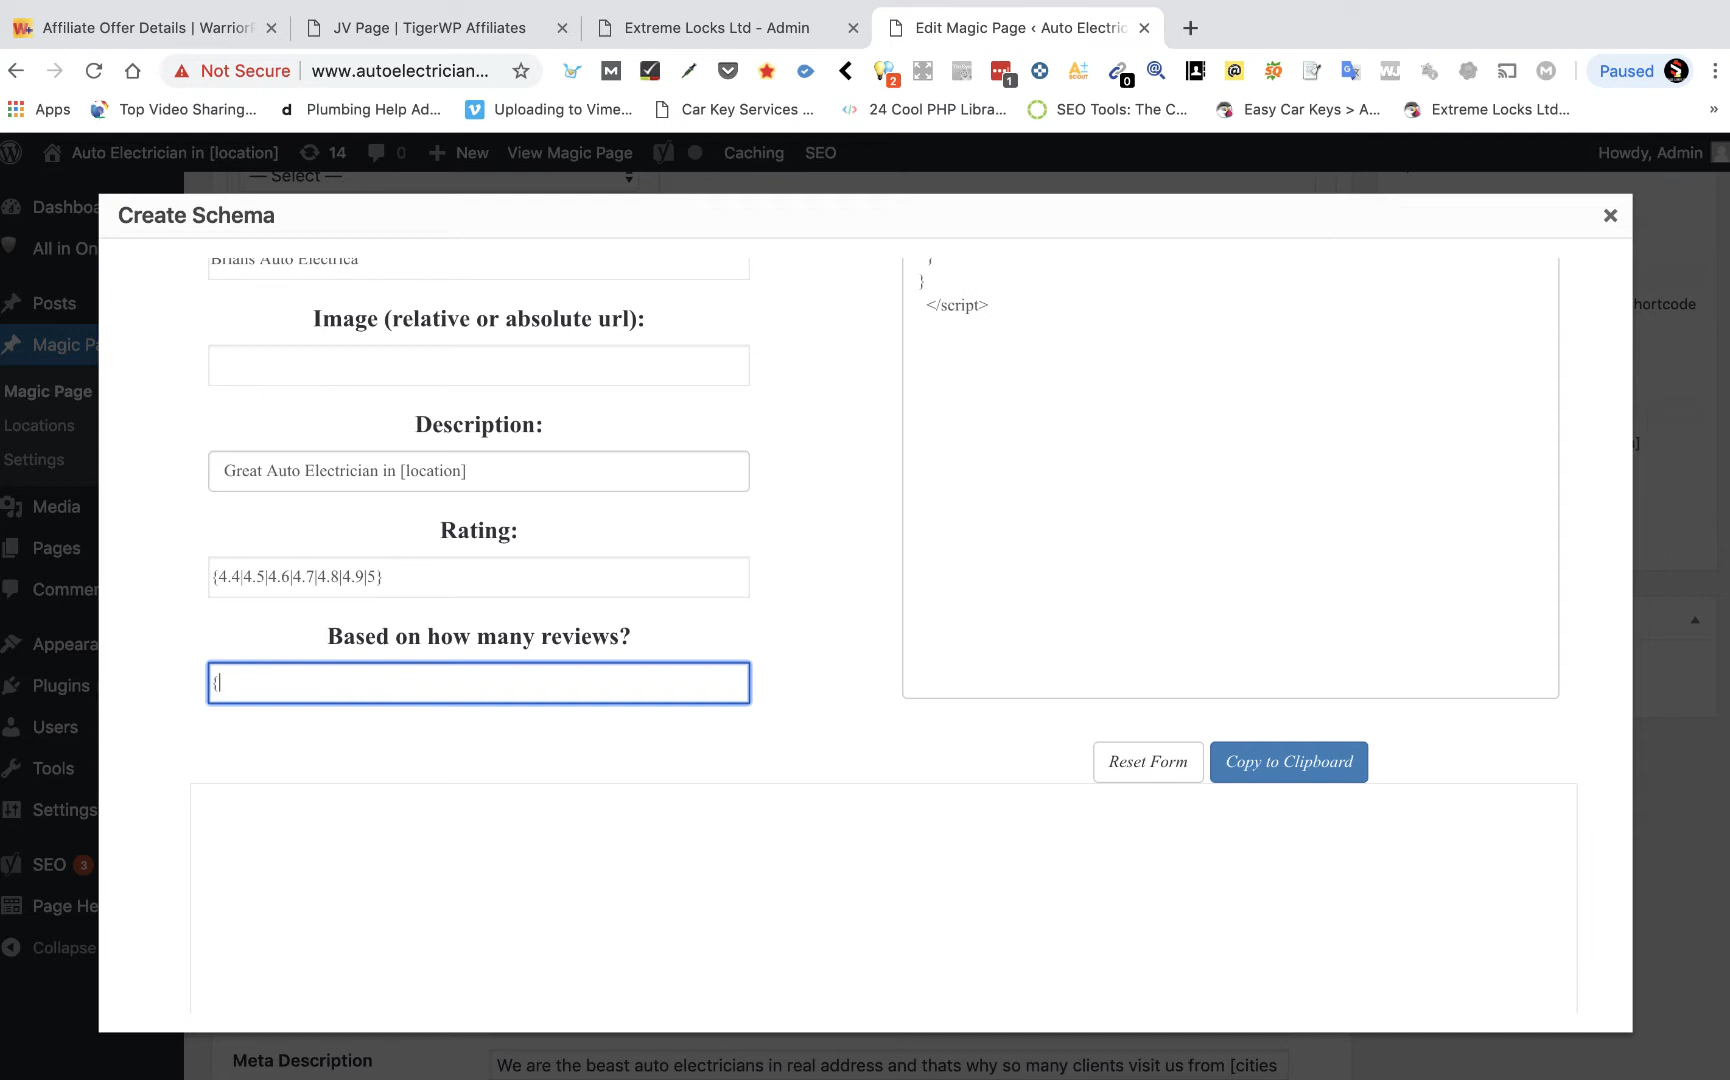 Affiliate Offer Details | WarriorP
JV Page | TigerWP Affiliates
Extreme Locks Ltd - Admin
Edit Magic Page ‹ Auto Electric
Not Secure
www.autoelectrician...
2
1
0
Paused
Apps
Top Video Sharing...
Plumbing Help Ad...
Uploading to Vime...
Car Key Services ...
24 Cool PHP Libra...
SEO Tools: The C...
Easy Car Keys > A...
Extreme Locks Ltd...
»
Auto Electrician in [location]
14
0
New
View Magic Page
Caching
SEO
Howdy, Admin
— Select —
Dashboa
All in On
Posts
Magic Pa
Magic Page
Locations
Settings
Media
Pages
Commen
Appeara
Plugins
Users
Tools
Settings
SEO 3
Page He
Collapse
Create Schema
Brians Auto Electrica
Image (relative or absolute url):
Description:
Great Auto Electrician in [location]
Rating:
{4.4|4.5|4.6|4.7|4.8|4.9|5}
Based on how many reviews?
{
}
}
</script>
Reset Form
Copy to Clipboard
hortcode
]
Meta Description
We are the beast auto electricians in real address and thats why so many clients visit us from [cities